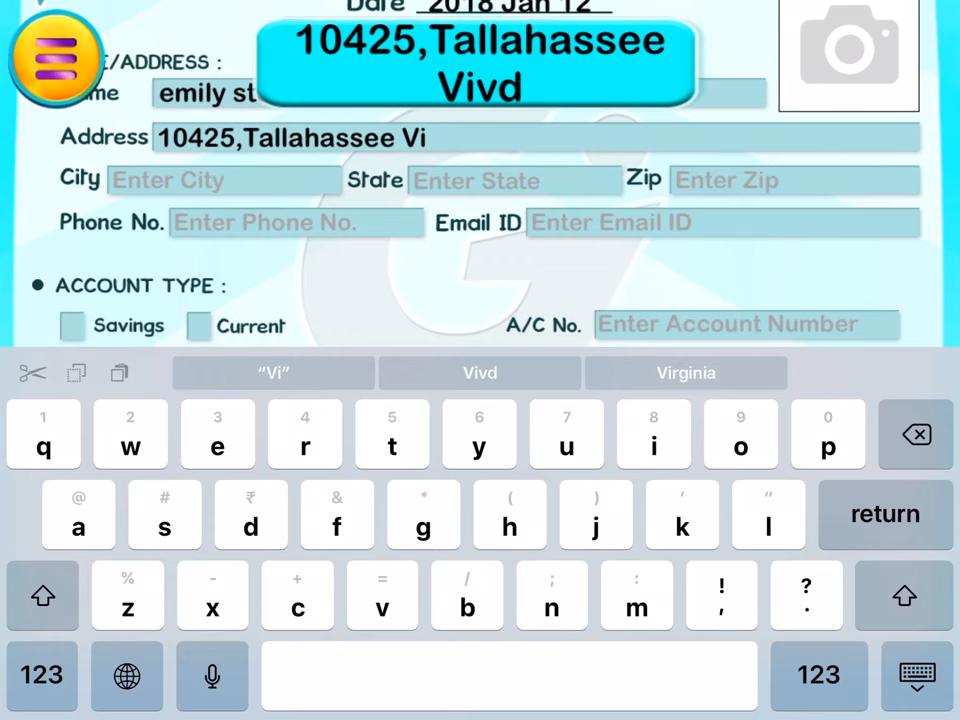 Date 2018 Jan 12
10425,Tallahassee
Vivd
E/ADDRESS :
me emily st
Address 10425,Tallahassee Vi
City Enter City State Enter State Zip Enter Zip
Phone No. Enter Phone No. Email ID Enter Email ID
• ACCOUNT TYPE :
Savings Current A/C No. Enter Account Number
“Vi” Vivd Virginia
1 2 3 4 5 6 7 8 9 0
q w e r t y u i o p
@ # ₹ & * ( ) ' "
a s d f g h j k l return
% - + = / ; : ! ?
z x c v b n m , .
123 123